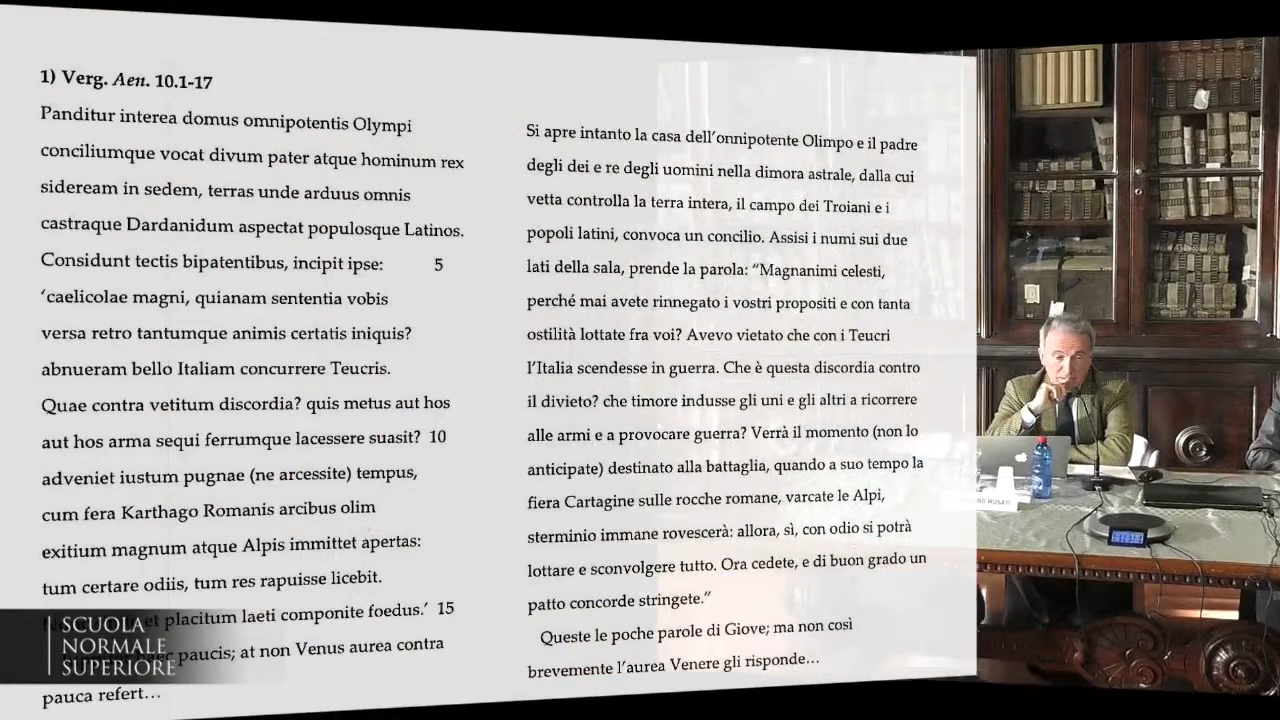 1) Verg. Aen. 10.1-17
Panditur interea domus omnipotentis Olympi
conciliumque vocat divum pater atque hominum rex
sideream in sedem, terras unde arduus omnis
castraque Dardanidum aspectat populosque Latinos.
Considunt tectis bipatentibus, incipit ipse: 5
‘caelicolae magni, quianam sententia vobis
versa retro tantumque animis certatis iniquis?
abnueram bello Italiam concurrere Teucris.
Quae contra vetitum discordia? quis metus aut hos
aut hos arma sequi ferrumque lacessere suasit? 10
adveniet iustum pugnae (ne arcessite) tempus,
cum fera Karthago Romanis arcibus olim
exitium magnum atque Alpis immittet apertas:
tum certare odiis, tum res rapuisse licebit.
et placitum laeti componite foedus.’ 15
paucis; at non Venus aurea contra
pauca refert…
Si apre intanto la casa dell’onnipotente Olimpo e il padre
degli dei e re degli uomini nella dimora astrale, dalla cui
vetta controlla la terra intera, il campo dei Troiani e i
popoli latini, convoca un concilio. Assisi i numi sui due
lati della sala, prende la parola: “Magnanimi celesti,
perché mai avete rinnegato i vostri propositi e con tanta
ostilità lottate fra voi? Avevo vietato che con i Teucri
l’Italia scendesse in guerra. Che è questa discordia contro
il divieto? che timore indusse gli uni e gli altri a ricorrere
alle armi e a provocare guerra? Verrà il momento (non lo
anticipate) destinato alla battaglia, quando a suo tempo la
fiera Cartagine sulle rocche romane, varcate le Alpi,
sterminio immane rovescerà: allora, sì, con odio si potrà
lottare e sconvolgere tutto. Ora cedete, e di buon grado un
patto concorde stringete.”
Queste le poche parole di Giove; ma non così
brevemente l’aurea Venere gli risponde…
SCUOLA
NORMALE
SUPERIORE